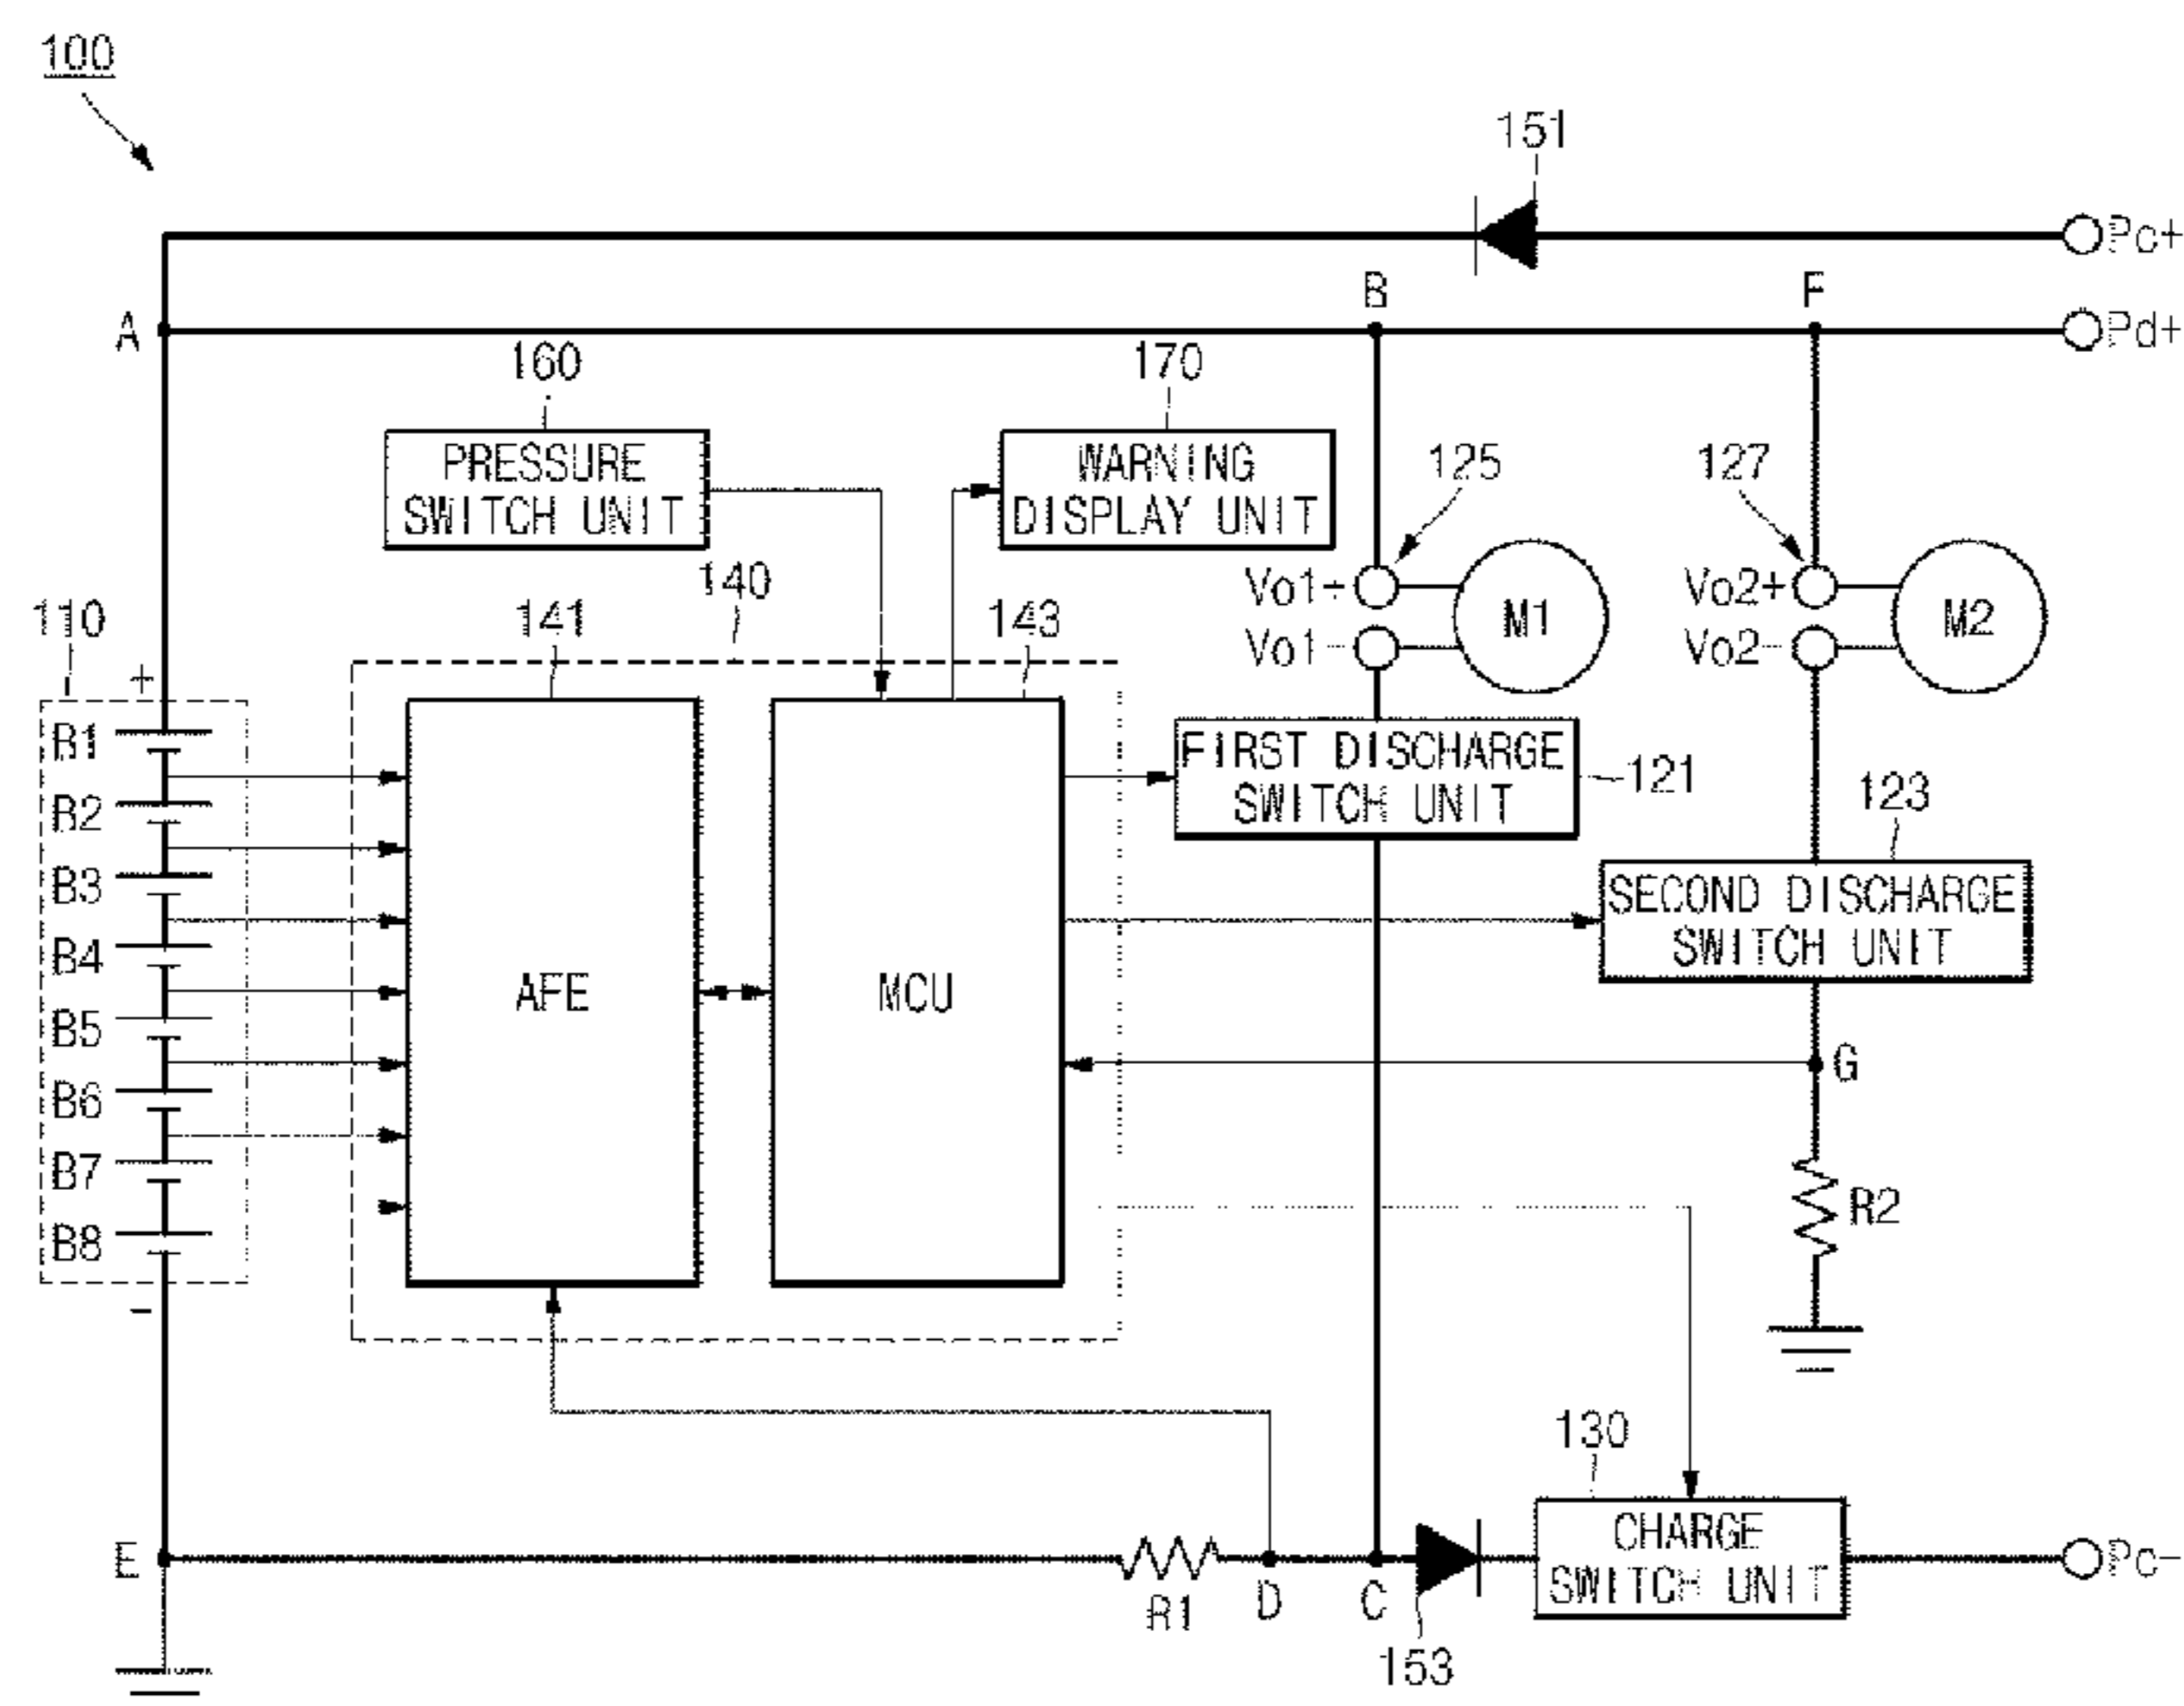 100
151
Pc+
B
F
A
Pd+
160
170
PRESSURE
SWITCH UNIT
WARNING
DISPLAY UNIT
125
127
140
Vo1+
M1
Vo2+
M2
110
141
143
Vo1-
Vo2-
+
B1
FIRST DISCHARGE
SWITCH UNIT
121
B2
123
B3
SECOND DISCHARGE
SWITCH UNIT
B4
AFE
MCU
B5
G
B6
B7
R2
B8
-
130
E
CHARGE
SWITCH UNIT
Pc-
R1
D
C
153